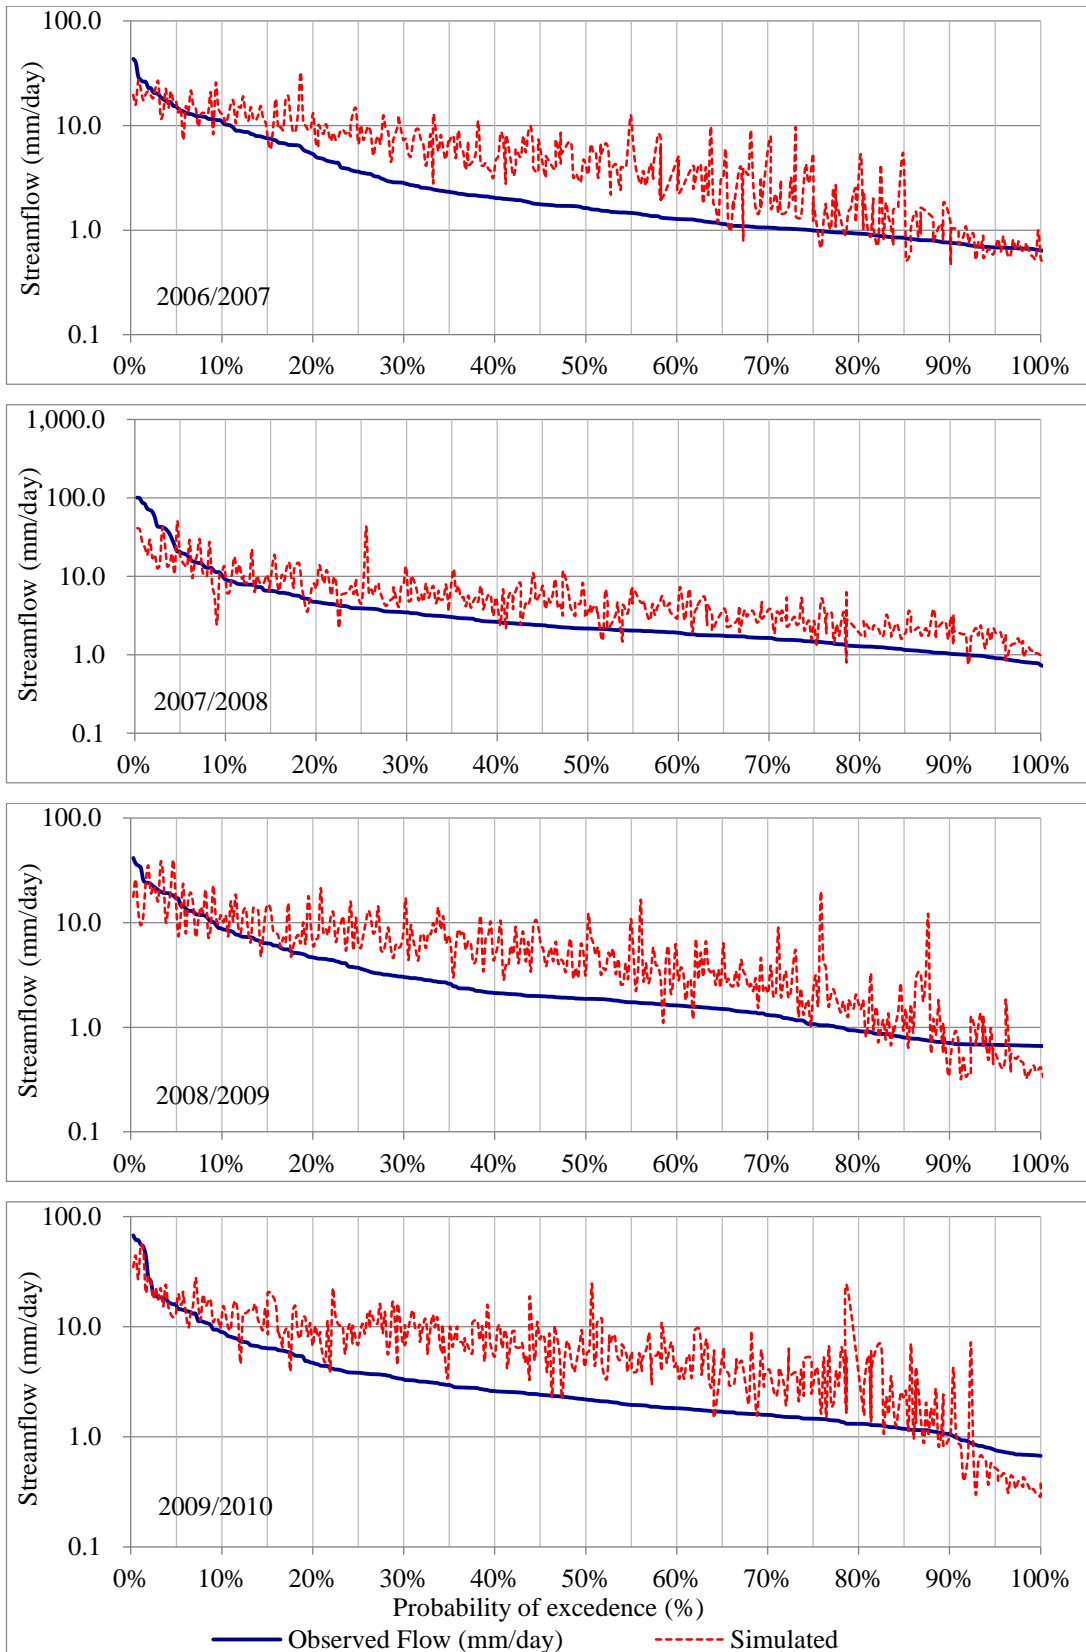 100.0
10.0
1.0
0.1
Streamflow (mm/day)
2006/2007
0% 10% 20% 30% 40% 50% 60% 70% 80% 90% 100%
1,000.0
100.0
10.0
1.0
0.1
Streamflow (mm/day)
2007/2008
0% 10% 20% 30% 40% 50% 60% 70% 80% 90% 100%
100.0
10.0
1.0
0.1
Streamflow (mm/day)
2008/2009
0% 10% 20% 30% 40% 50% 60% 70% 80% 90% 100%
100.0
10.0
1.0
0.1
Streamflow (mm/day)
2009/2010
0% 10% 20% 30% 40% 50% 60% 70% 80% 90% 100%
Probability of excedence (%)
Observed Flow (mm/day) Simulated